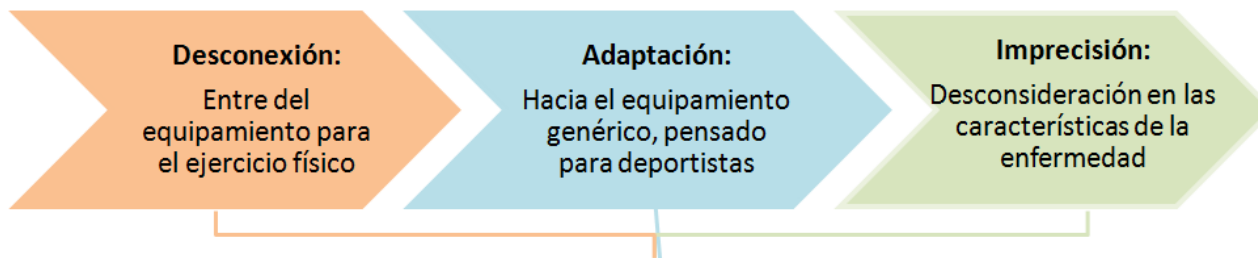 Desconexión:
Entre del
equipamiento para
el ejercicio físico
Adaptación:
Hacia el equipamiento
genérico, pensado
para deportistas
Imprecisión:
Desconsideración en las
características de la
enfermedad